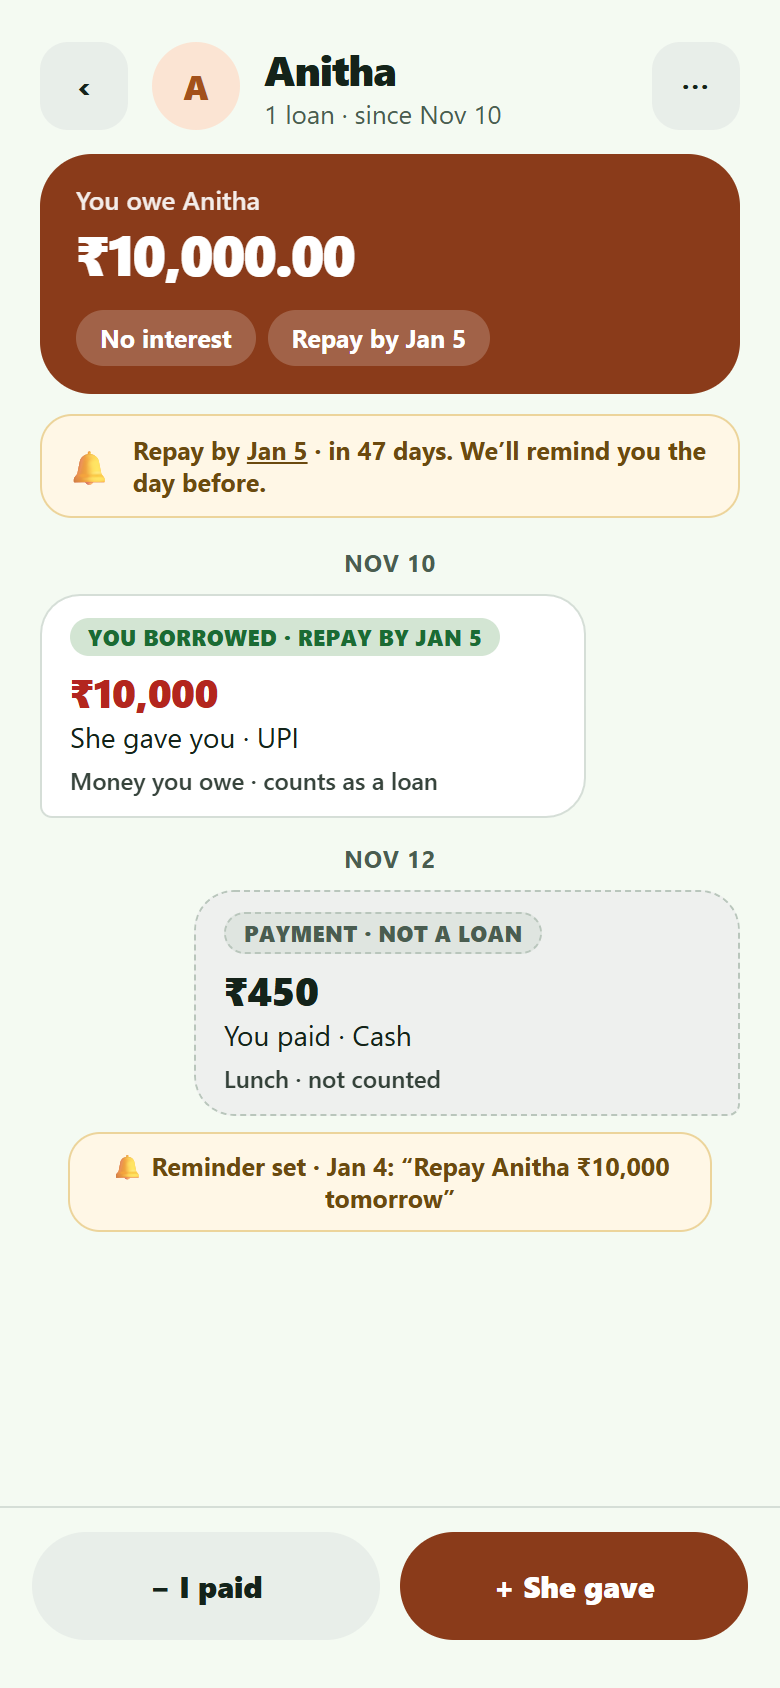 ‹
A
Anitha
1 loan · since Nov 10
...
You owe Anitha
₹10,000.00
No interest
Repay by Jan 5
Repay by Jan 5 · in 47 days. We’ll remind you the
day before.
NOV 10
YOU BORROWED · REPAY BY JAN 5
₹10,000
She gave you · UPI
Money you owe · counts as a loan
NOV 12
PAYMENT · NOT A LOAN
₹450
You paid · Cash
Lunch · not counted
🔔 Reminder set · Jan 4: “Repay Anitha ₹10,000
tomorrow”
– I paid
+ She gave